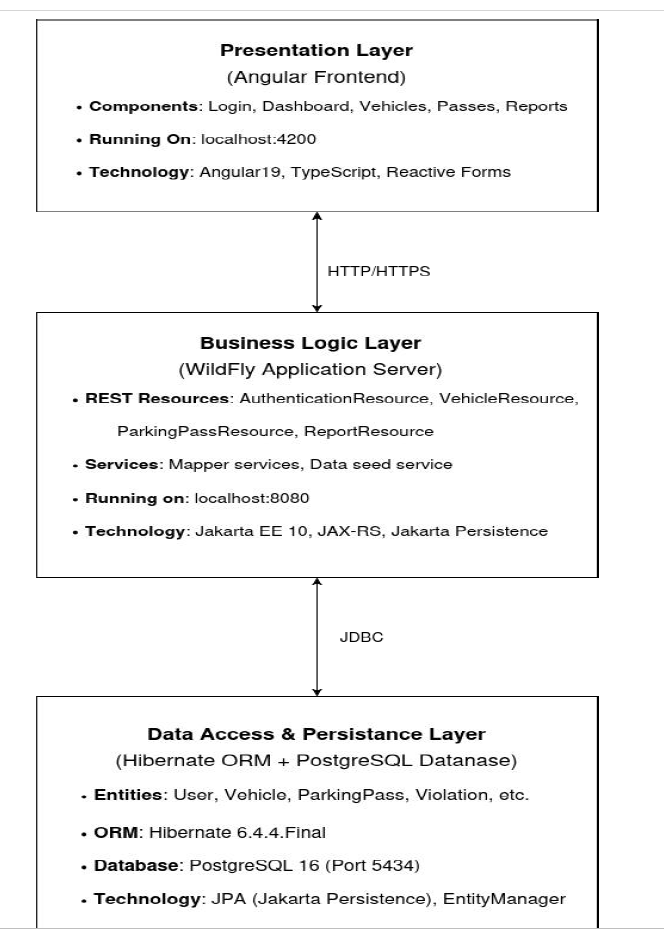 Presentation Layer
(Angular Frontend)
• Components: Login, Dashboard, Vehicles, Passes, Reports
• Running On: localhost:4200
• Technology: Angular19, TypeScript, Reactive Forms
HTTP/HTTPS
Business Logic Layer
(WildFly Application Server)
• REST Resources: AuthenticationResource, VehicleResource,
ParkingPassResource, ReportResource
• Services: Mapper services, Data seed service
• Running on: localhost:8080
• Technology: Jakarta EE 10, JAX-RS, Jakarta Persistence
JDBC
Data Access & Persistance Layer
(Hibernate ORM + PostgreSQL Datanase)
• Entities: User, Vehicle, ParkingPass, Violation, etc.
• ORM: Hibernate 6.4.4.Final
• Database: PostgreSQL 16 (Port 5434)
• Technology: JPA (Jakarta Persistence), EntityManager